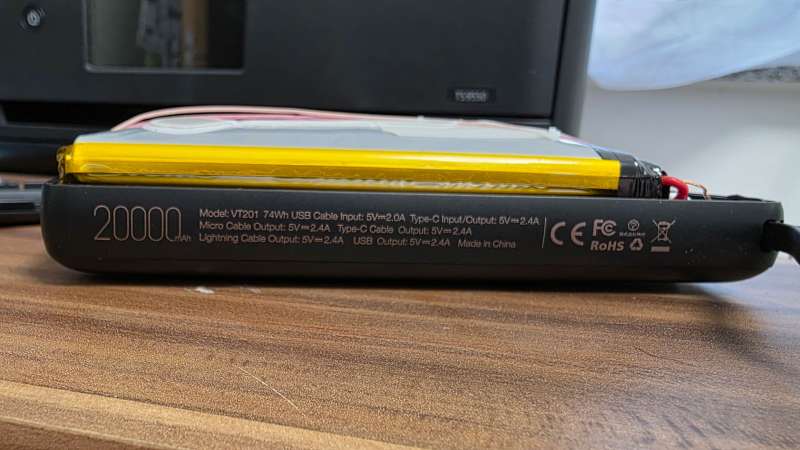 20000mAh
Model: VT201 74Wh USB Cable Input: 5V⎓2.0A Type-C Input/Output: 5V⎓2.4A
Micro Cable Output: 5V⎓2.4A Type-C Cable Output: 5V⎓2.4A
Lightning Cable Output: 5V⎓2.4A USB Output: 5V⎓2.4A Made in China
CE FC
RoHS